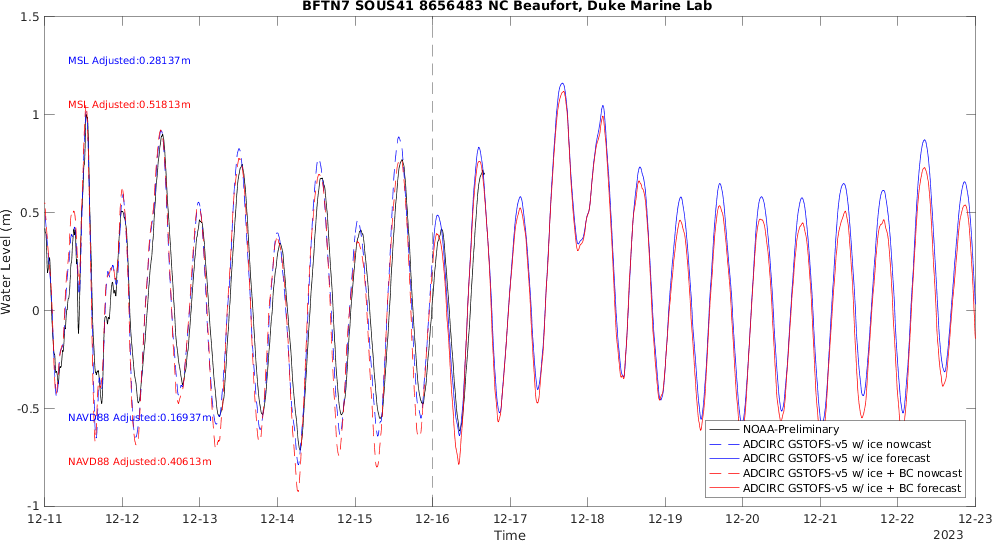 BFTN7 SOUS41 8656483 NC Beaufort, Duke Marine Lab
1.5
1
0.5
0
-0.5
-1
Water Level (m)
MSL Adjusted:0.28137m
MSL Adjusted:0.51813m
NAVD88 Adjusted:0.16937m
NAVD88 Adjusted:0.40613m
NOAA-Preliminary
ADCIRC GSTOFS-v5 w/ ice nowcast
ADCIRC GSTOFS-v5 w/ ice forecast
ADCIRC GSTOFS-v5 w/ ice + BC nowcast
ADCIRC GSTOFS-v5 w/ ice + BC forecast
12-11 12-12 12-13 12-14 12-15 12-16 12-17 12-18 12-19 12-20 12-21 12-22 12-23
Time
2023